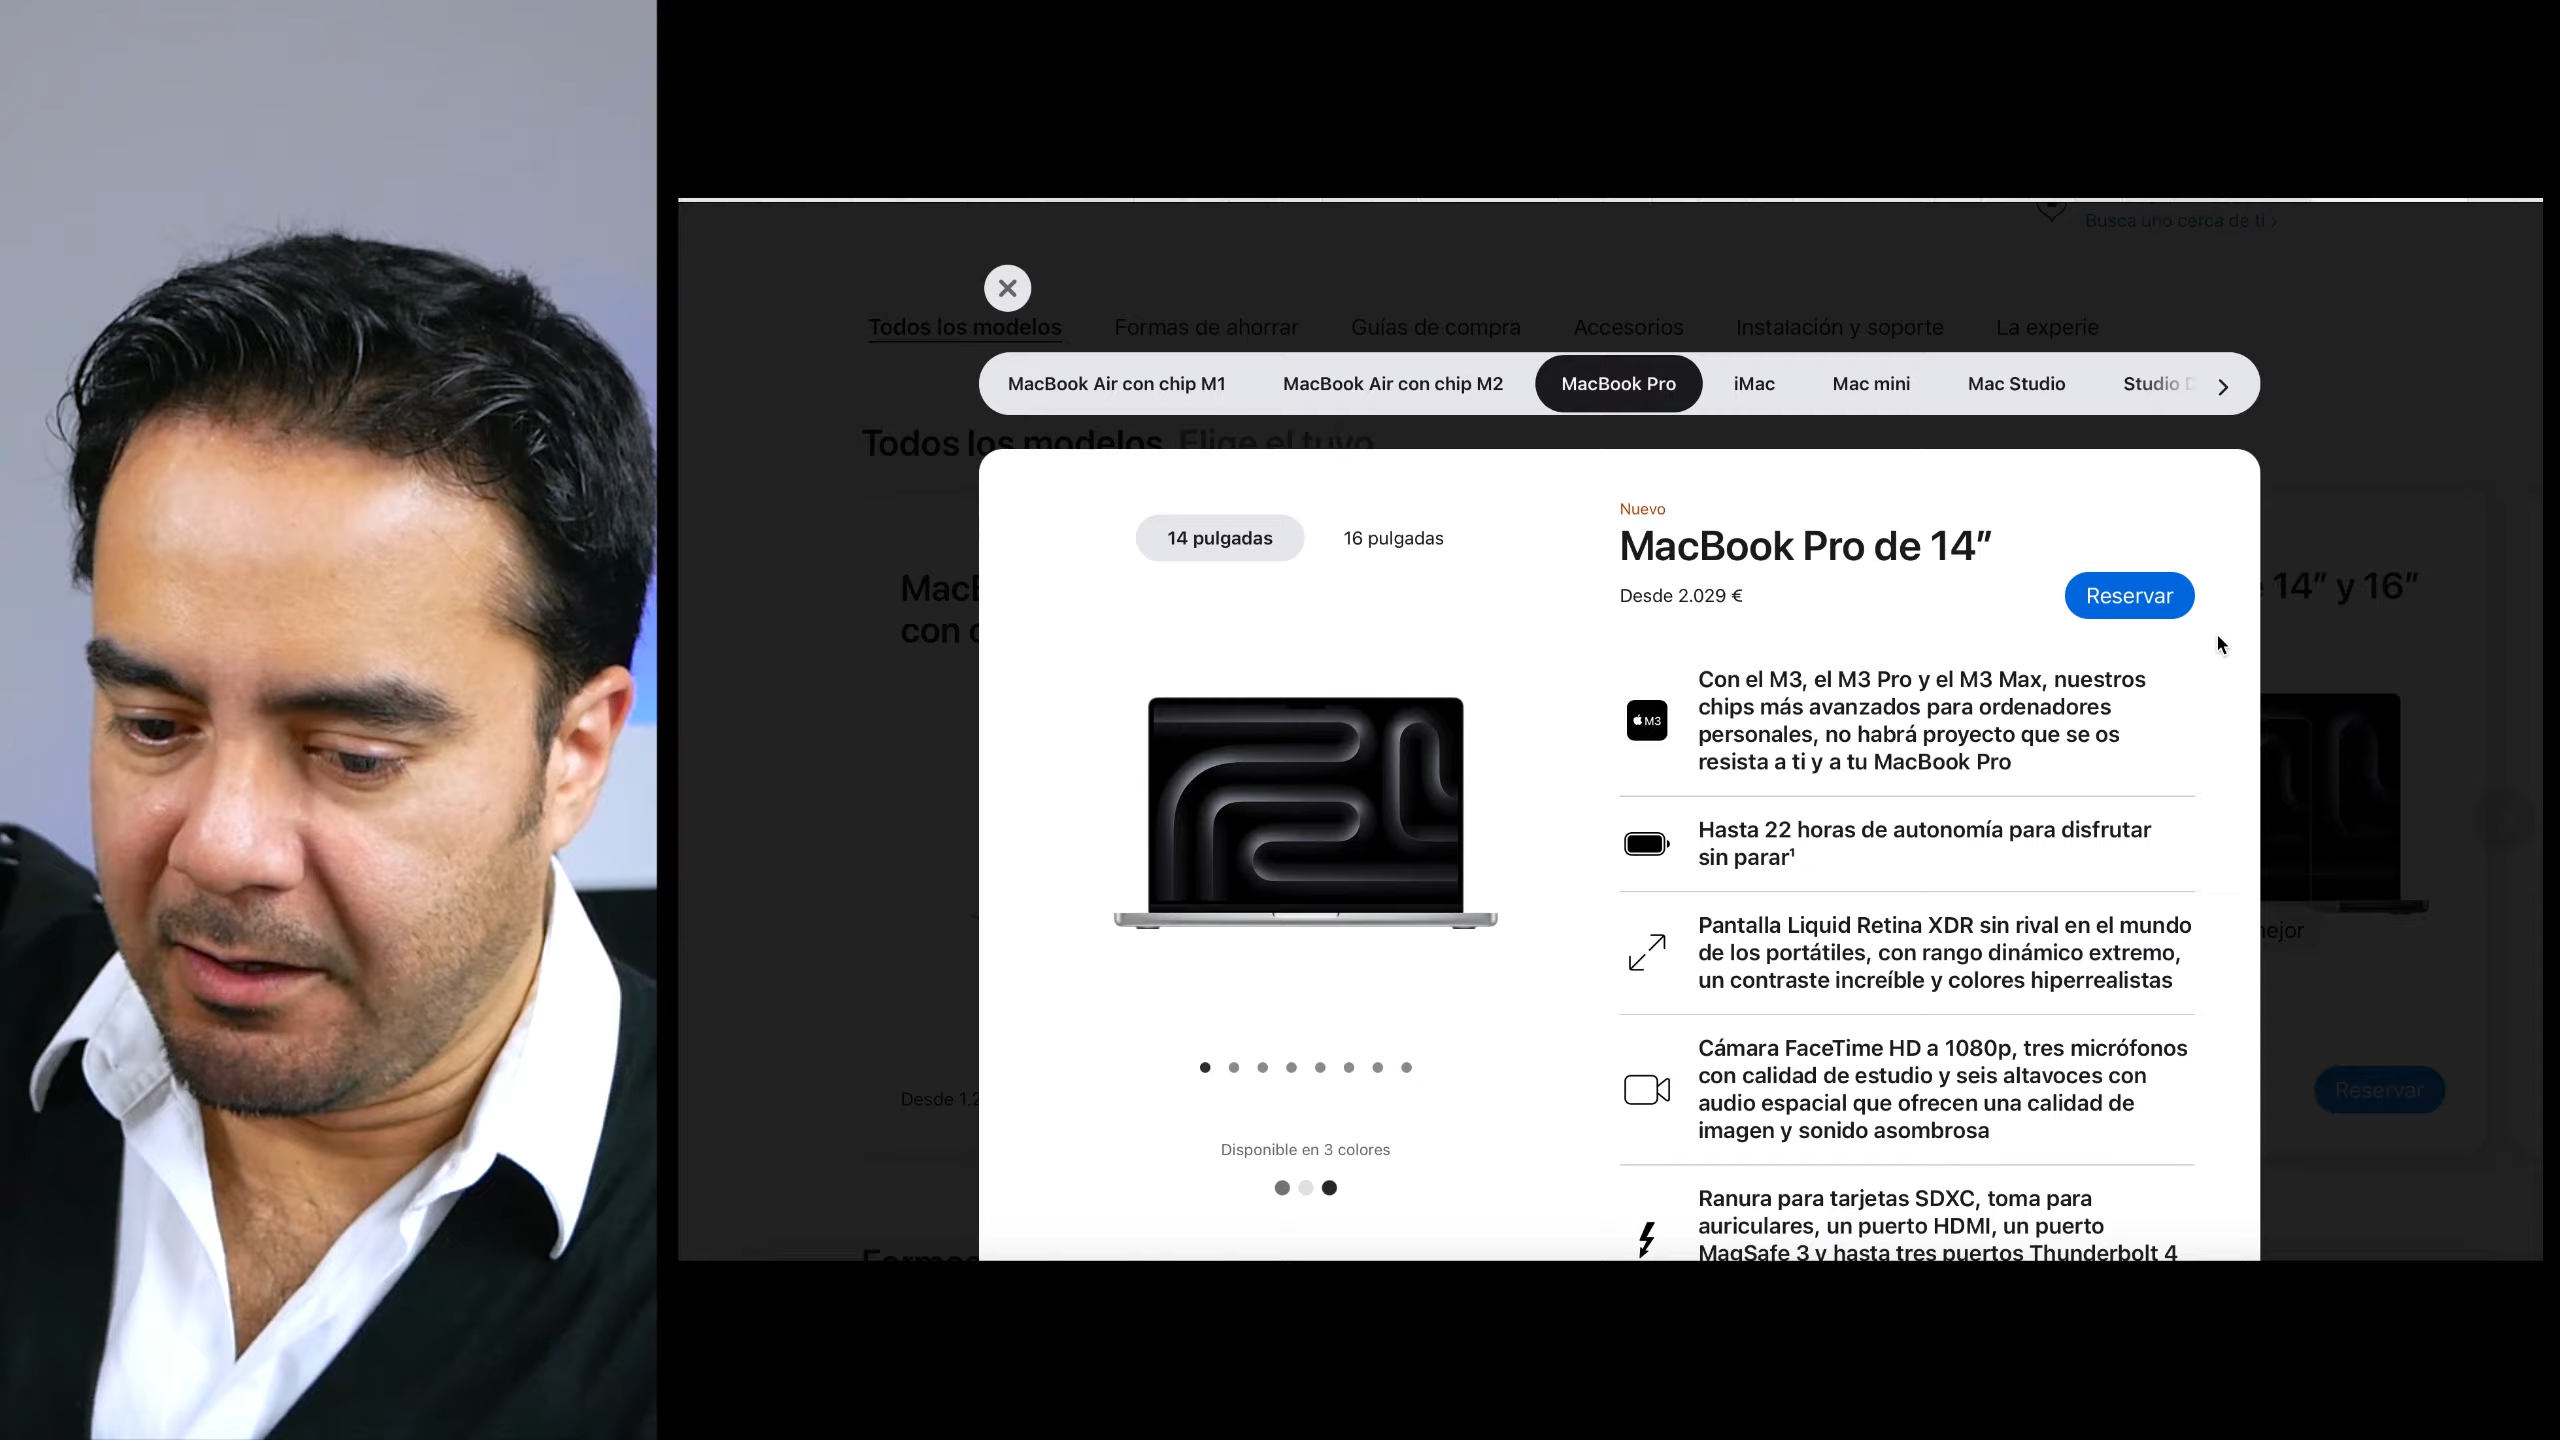 Busca uno cerca de ti >
Todos los modelos
Formas de ahorrar
Guías de compra
Accesorios
Instalación y soporte
La experie
MacBook Air con chip M1
MacBook Air con chip M2
MacBook Pro
iMac
Mac mini
Mac Studio
Studio D
Todos los modelos. Elige el tuyo
14 pulgadas
16 pulgadas
Nuevo
MacBook Pro de 14”
Desde 2.029 €
Reservar
MacB
con c
14” y 16”
M3
Con el M3, el M3 Pro y el M3 Max, nuestros
chips más avanzados para ordenadores
personales, no habrá proyecto que se os
resista a ti y a tu MacBook Pro
Hasta 22 horas de autonomía para disfrutar
sin parar¹
Pantalla Liquid Retina XDR sin rival en el mundo
de los portátiles, con rango dinámico extremo,
un contraste increíble y colores hiperrealistas
Cámara FaceTime HD a 1080p, tres micrófonos
con calidad de estudio y seis altavoces con
audio espacial que ofrecen una calidad de
imagen y sonido asombrosa
Ranura para tarjetas SDXC, toma para
auriculares, un puerto HDMI, un puerto
MagSafe 3 y hasta tres puertos Thunderbolt 4
Disponible en 3 colores
Desde 1.2
ejor
Reservar